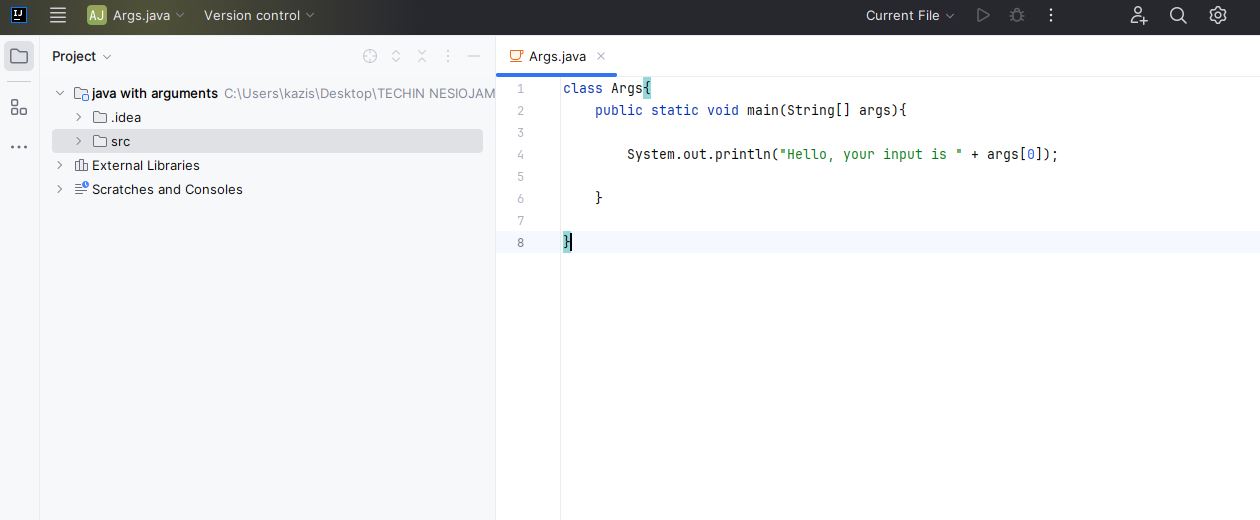 IJ
AJ Args.java Version control Current File
Project
Args.java
java with arguments C:\Users\kazis\Desktop\TECHIN NESIOJAM
.idea
src
External Libraries
Scratches and Consoles
1 class Args{
2 public static void main(String[] args){
3
4 System.out.println("Hello, your input is " + args[0]);
5
6 }
7
8 }